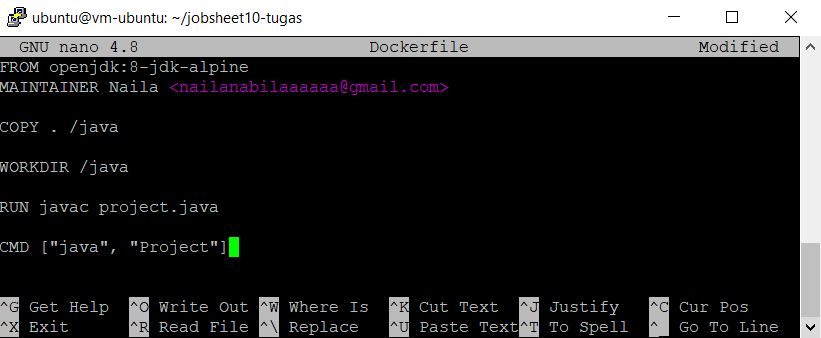 ubuntu@vm-ubuntu: ~/jobsheet10-tugas
GNU nano 4.8 Dockerfile Modified
FROM openjdk:8-jdk-alpine
MAINTAINER Naila <nailanabilaaaaaa@gmail.com>
COPY . /java
WORKDIR /java
RUN javac project.java
CMD ["java", "Project"]
^G Get Help ^O Write Out ^W Where Is ^K Cut Text ^J Justify ^C Cur Pos
^X Exit ^R Read File ^\ Replace ^U Paste Text ^T To Spell ^_ Go To Line